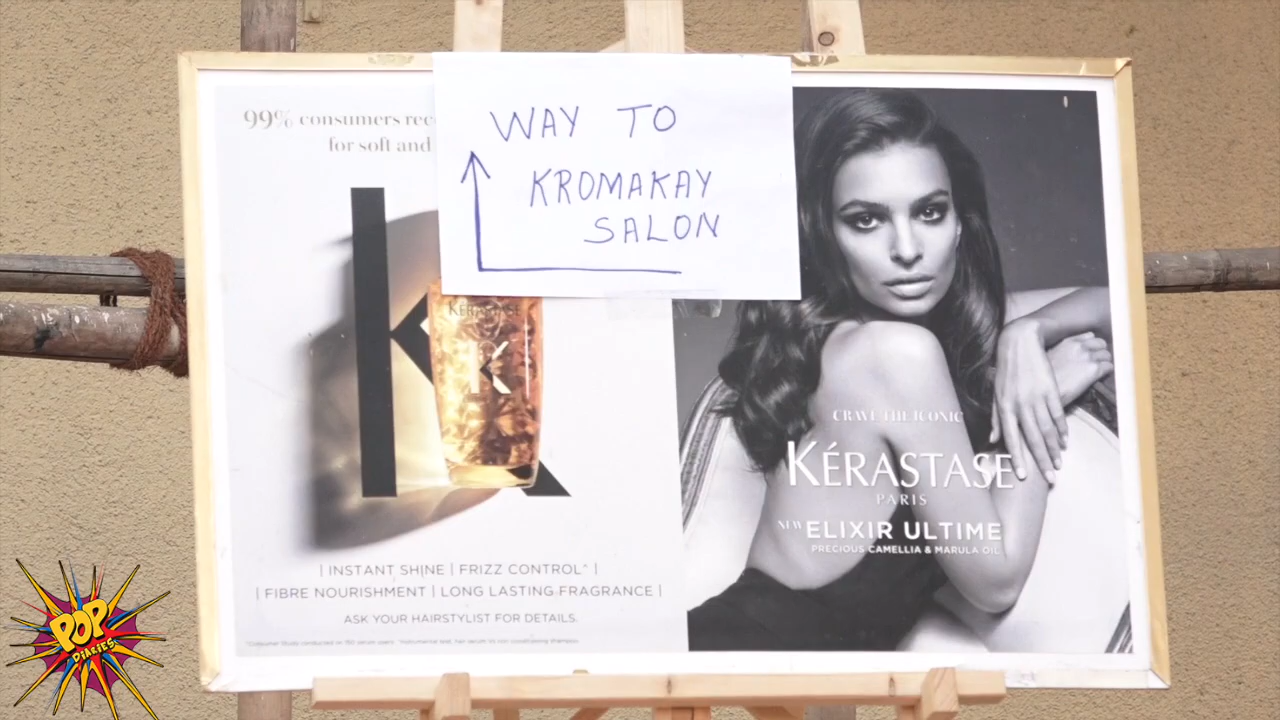 99% consumers rec
for soft and
WAY TO
KROMAKAY
SALON
KÉRASTASE
K
| INSTANT SHINE | FRIZZ CONTROL^ |
| FIBRE NOURISHMENT | LONG LASTING FRAGRANCE |
ASK YOUR HAIRSTYLIST FOR DETAILS.
CRAVE THE ICONIC
KÉRASTASE
PARIS
NEW ELIXIR ULTIME
PRECIOUS CAMELLIA & MARULA OIL
POP
DIARIES